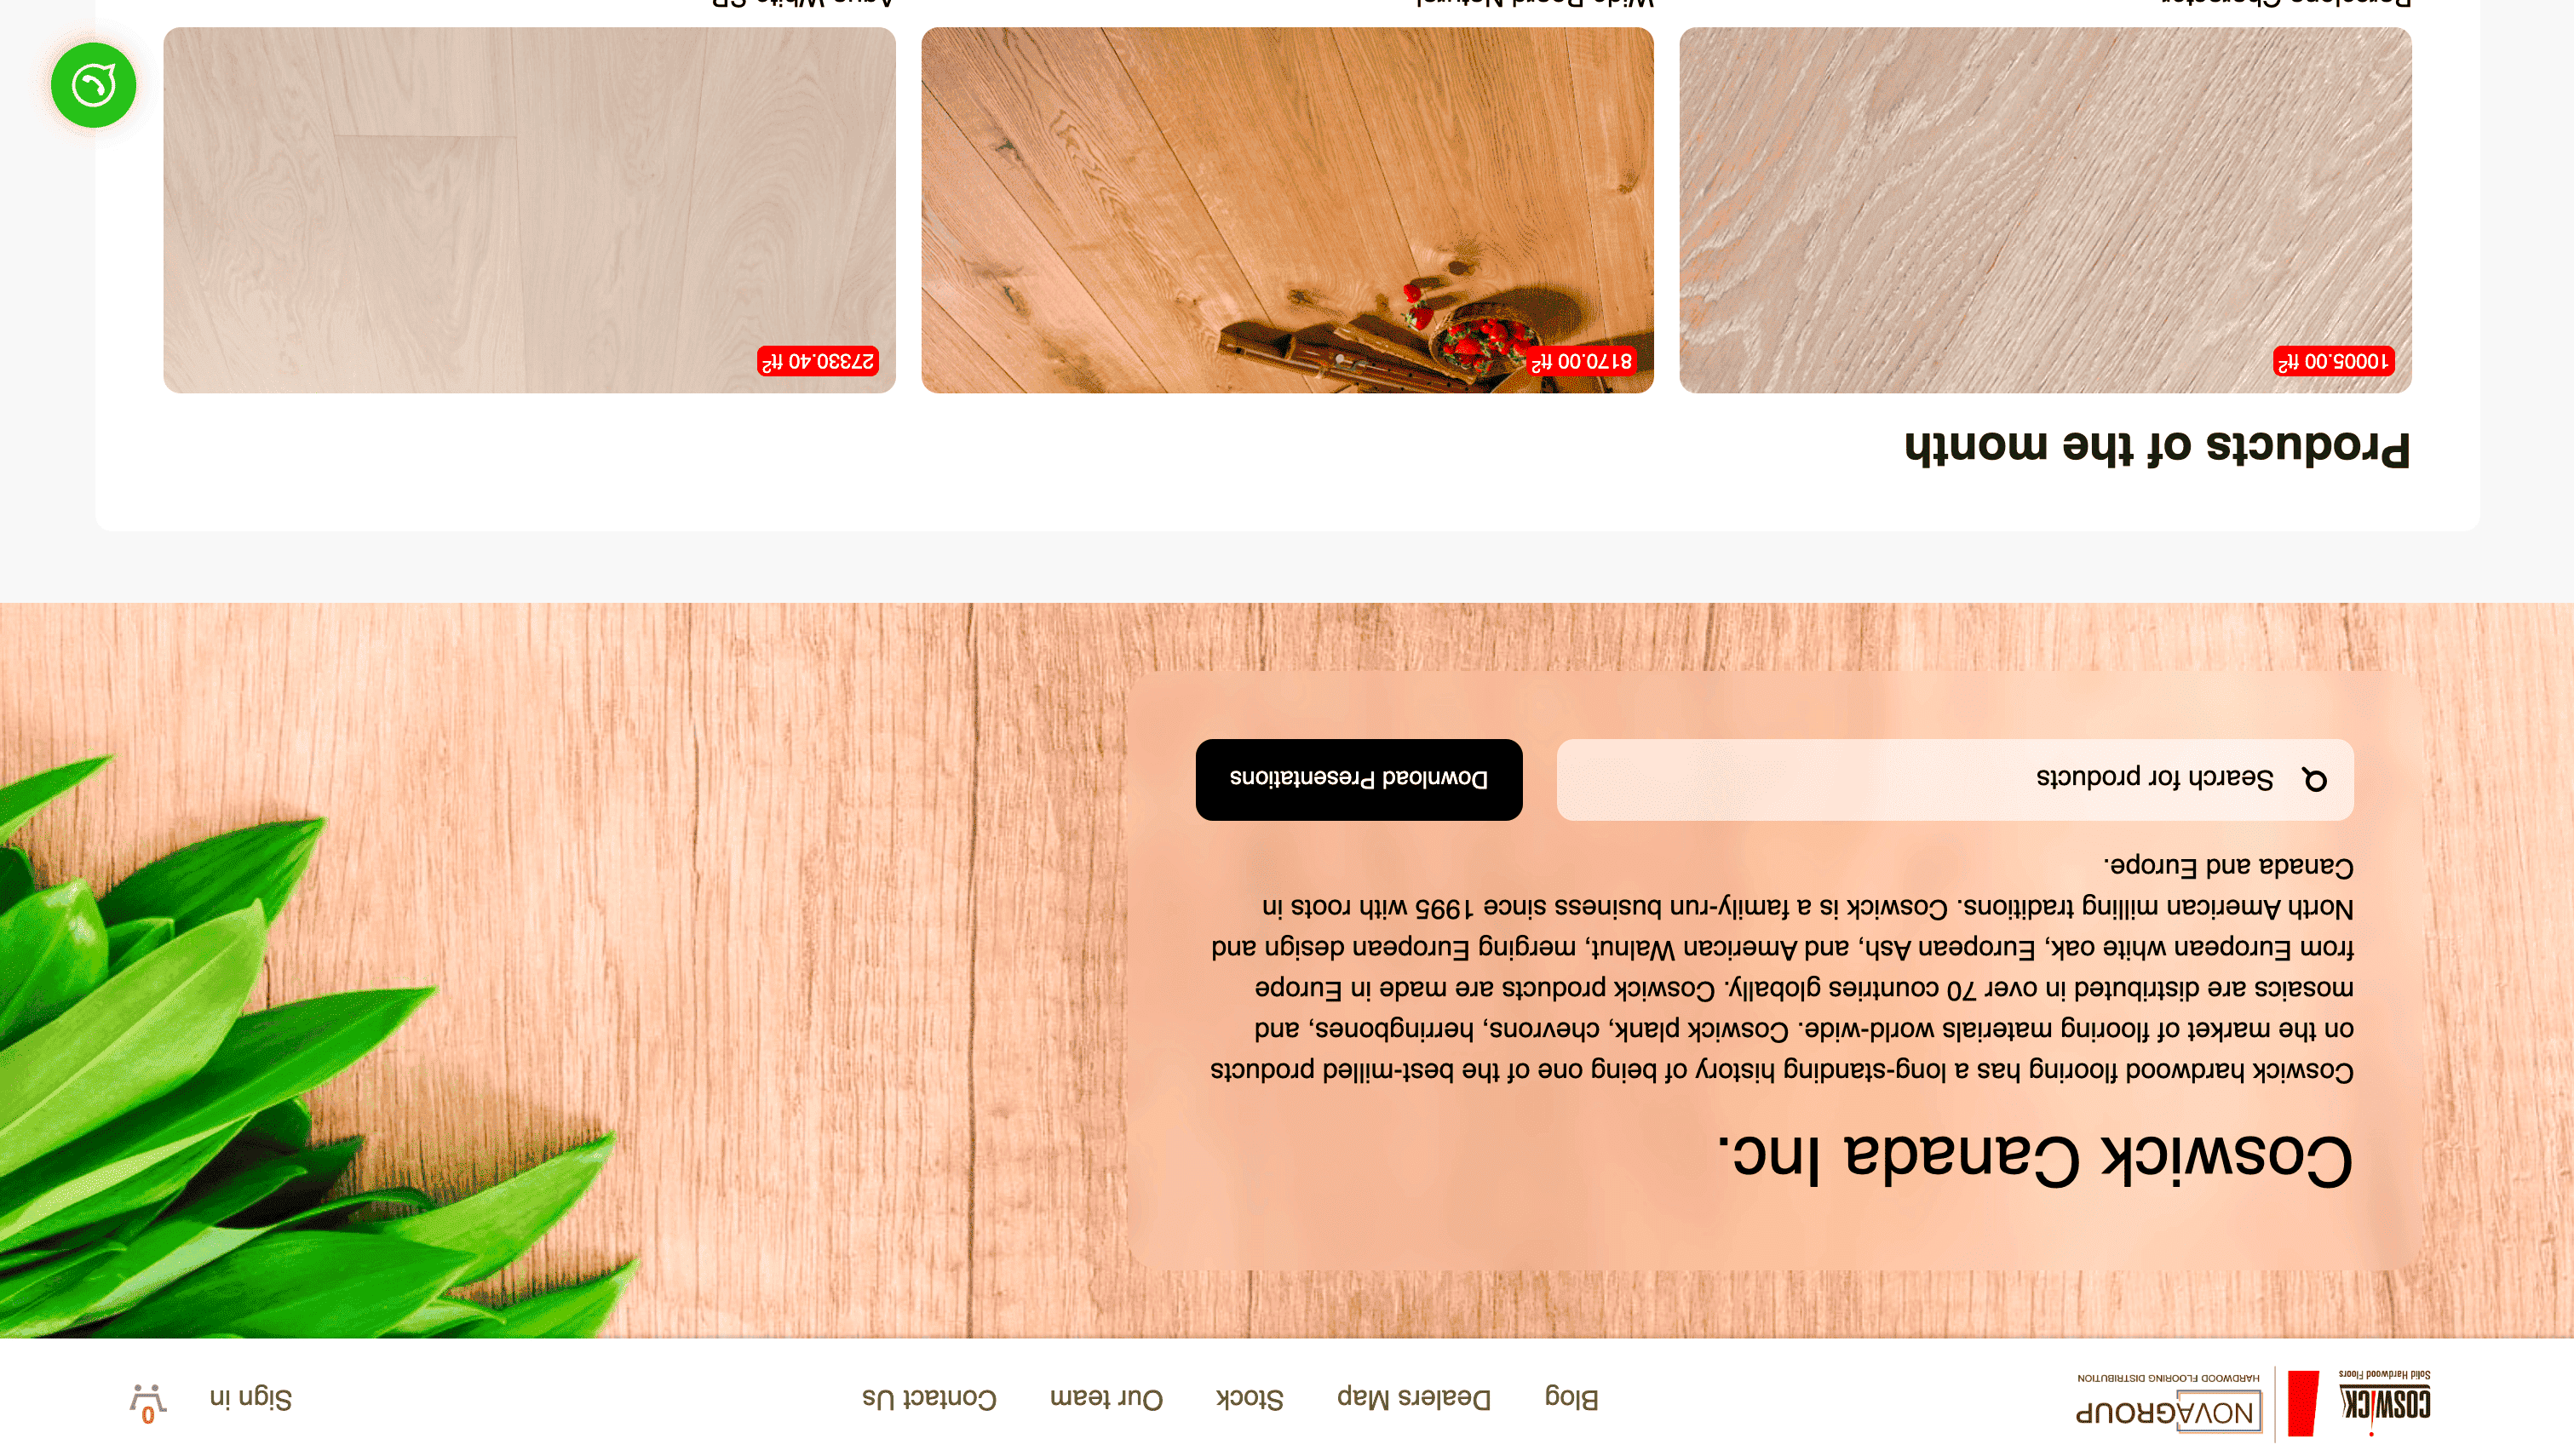 COSWICK
Solid Hardwood Floors
NOVAGROUP
HARDWOOD FLOORING DISTRIBUTION
Blog
Dealers Map
Stock
Our team
Contact Us
Sign in
0
Coswick Canada Inc.
Coswick hardwood flooring has a long-standing history of being one of the best-milled products
on the market of flooring materials world-wide. Coswick plank, chevrons, herringbones, and
mosaics are distributed in over 70 countries globally. Coswick products are made in Europe
from European white oak, European Ash, and American Walnut, merging European design and
North American milling traditions. Coswick is a family-run business since 1995 with roots in
Canada and Europe.
Search for products
Download Presentations
Products of the month
10005.00 ft²
8170.00 ft²
27330.40 ft²
Barcelona Character
Wide Board Natural
Aqua White SB